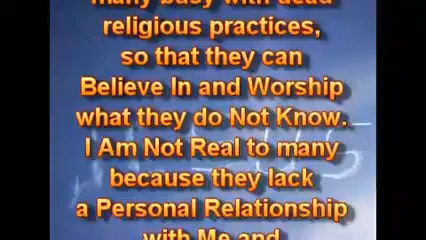 many busy with dead
religious practices,
so that they can
Believe In and Worship
what they do Not Know.
I Am Not Real to many
because they lack
a Personal Relationship
with Me and